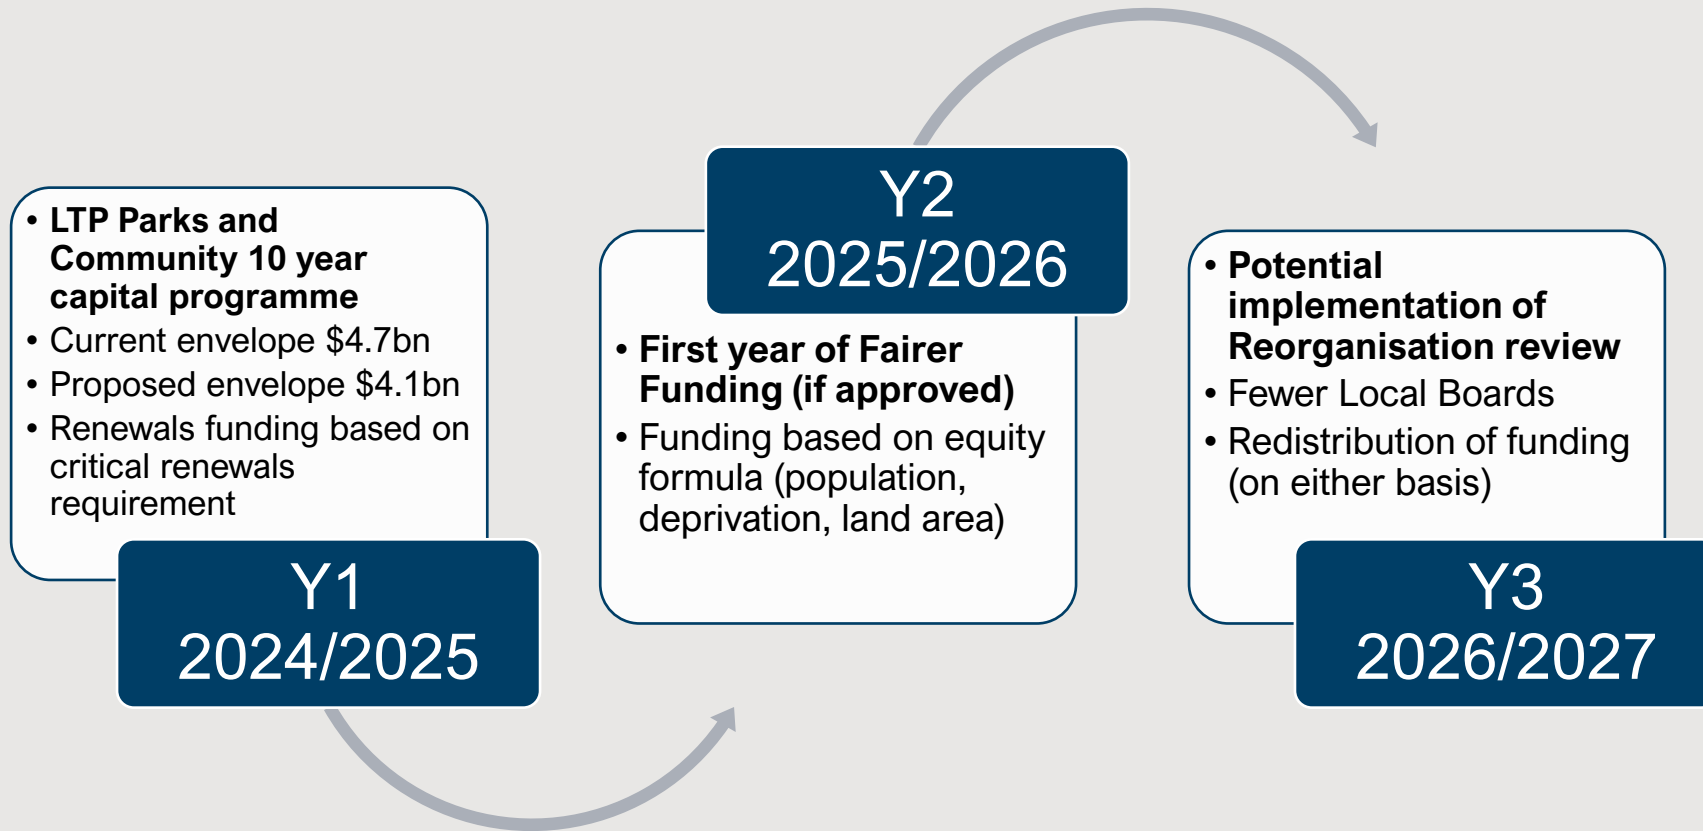 • LTP Parks and
Community 10 year
capital programme
• Current envelope $4.7bn
• Proposed envelope $4.1bn
• Renewals funding based on
critical renewals
requirement
Y1
2024/2025
Y2
2025/2026
• First year of Fairer
Funding (if approved)
• Funding based on equity
formula (population,
deprivation, land area)
• Potential
implementation of
Reorganisation review
• Fewer Local Boards
• Redistribution of funding
(on either basis)
Y3
2026/2027